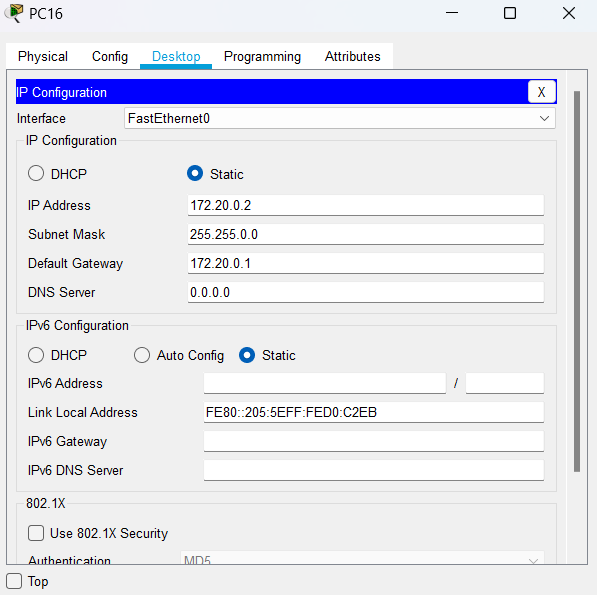 PC16
Physical Config Desktop Programming Attributes
IP Configuration X
Interface FastEthernet0
IP Configuration
DHCP Static
IP Address 172.20.0.2
Subnet Mask 255.255.0.0
Default Gateway 172.20.0.1
DNS Server 0.0.0.0
IPv6 Configuration
DHCP Auto Config Static
IPv6 Address /
Link Local Address FE80::205:5EFF:FED0:C2EB
IPv6 Gateway
IPv6 DNS Server
802.1X
Use 802.1X Security
Authentication MD5
Top